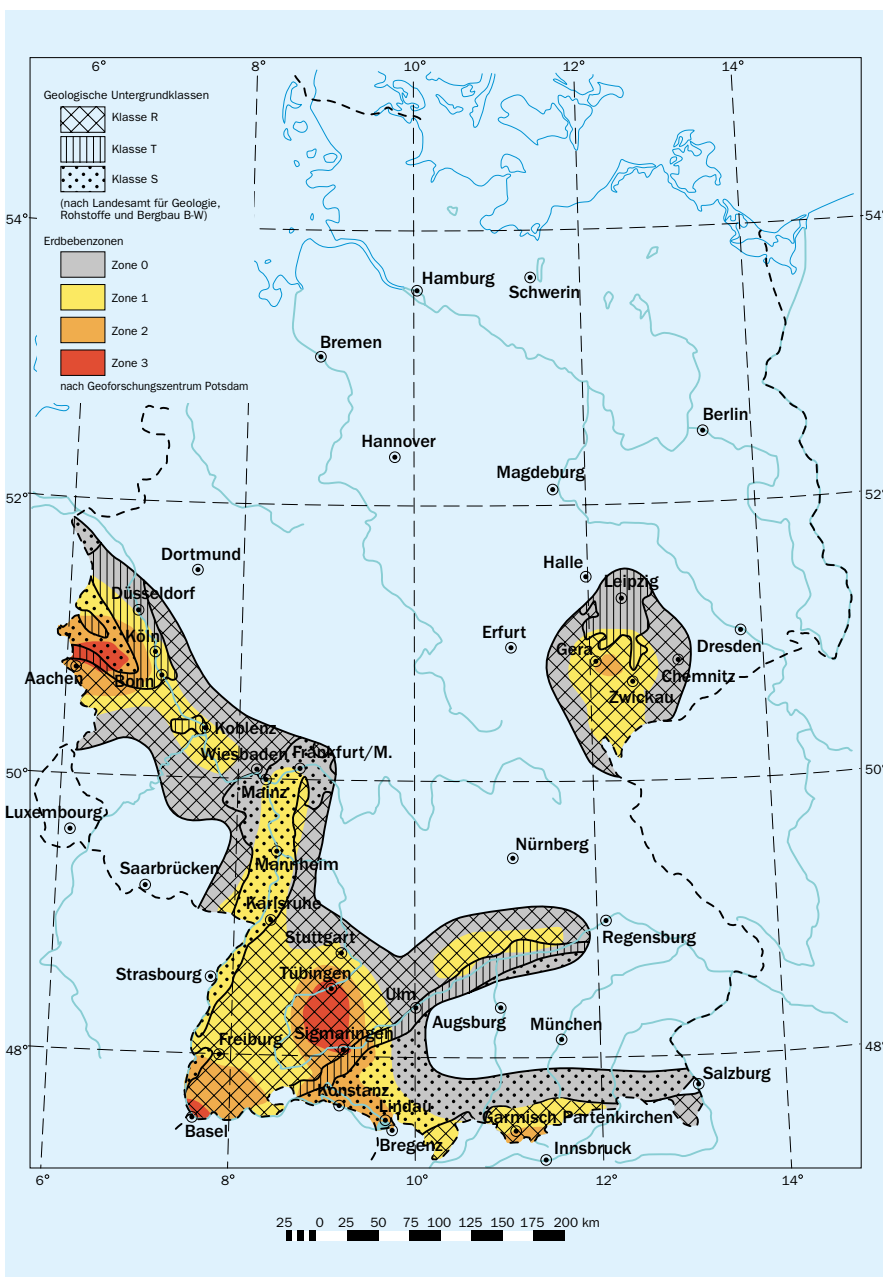 6°
8°
10°
12°
14°
Geologische Untergrundklassen
Klasse R
Klasse T
Klasse S
(nach Landesamt für Geologie,
Rohstoffe und Bergbau B-W)
54°
54°
Erdbebenzonen
Zone 0
Zone 1
Zone 2
Zone 3
nach Geoforschungszentrum Potsdam
Hamburg
Schwerin
Bremen
Berlin
Hannover
Magdeburg
52°
52°
Dortmund
Halle
Leipzig
Düsseldorf
Köln
Erfurt
Gera
Dresden
Aachen
Bonn
Chemnitz
Zwickau
Koblenz
Wiesbaden
Frankfurt/M.
50°
50°
Mainz
Luxembourg
Nürnberg
Saarbrücken
Mannheim
Karlsruhe
Stuttgart
Regensburg
Strasbourg
Tübingen
Ulm
Augsburg
München
Freiburg
Sigmaringen
48°
48°
Salzburg
Konstanz
Lindau
Garmisch Partenkirchen
Basel
Bregenz
Innsbruck
6°
8°
10°
12°
14°
25 0 25 50 75 100 125 150 175 200 km